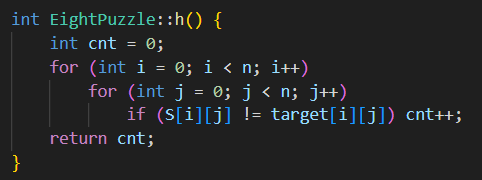 int EightPuzzle::h() {
    int cnt = 0;
    for (int i = 0; i < n; i++)
        for (int j = 0; j < n; j++)
            if (S[i][j] != target[i][j]) cnt++;
    return cnt;
}